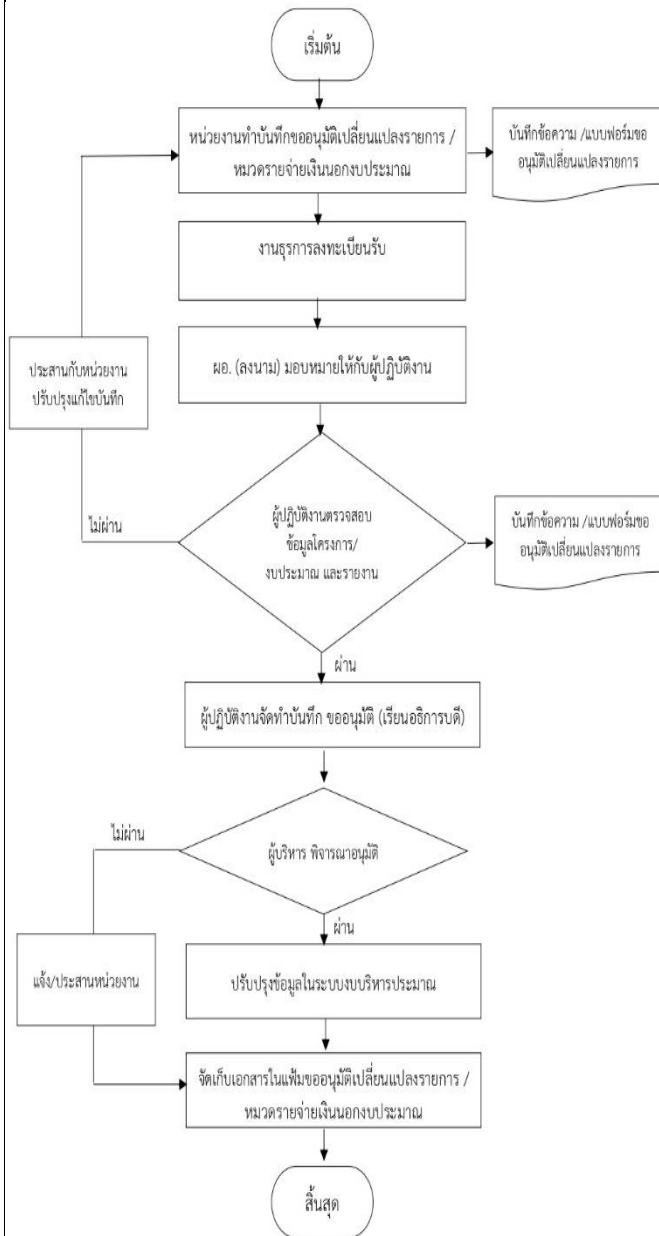 เริ่มต้น
หน่วยงานทำบันทึกขออนุมัติเปลี่ยนแปลงรายการ /
หมวดรายจ่ายเงินนอกงบประมาณ
บันทึกข้อความ /แบบฟอร์มขอ
อนุมัติเปลี่ยนแปลงรายการ
งานธุรการลงทะเบียนรับ
ผอ. (ลงนาม) มอบหมายให้กับผู้ปฏิบัติงาน
ประสานกับหน่วยงาน
ปรับปรุงแก้ไขบันทึก
ไม่ผ่าน
ผู้ปฏิบัติงานตรวจสอบ
ข้อมูลโครงการ/
งบประมาณ และรายงาน
บันทึกข้อความ /แบบฟอร์มขอ
อนุมัติเปลี่ยนแปลงรายการ
ผ่าน
ผู้ปฏิบัติงานจัดทำบันทึก ขออนุมัติ (เรียนอธิการบดี)
ไม่ผ่าน
ผู้บริหาร พิจารณาอนุมัติ
ผ่าน
แจ้ง/ประสานหน่วยงาน
ปรับปรุงข้อมูลในระบบงบบริหารประมาณ
จัดเก็บเอกสารในแฟ้มขออนุมัติเปลี่ยนแปลงรายการ /
หมวดรายจ่ายเงินนอกงบประมาณ
สิ้นสุด